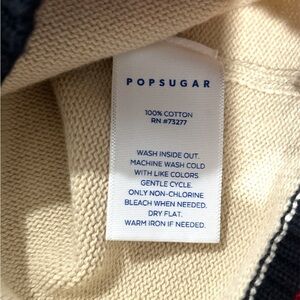 POPSUGAR
100% COTTON
RN #73277
WASH INSIDE OUT.
MACHINE WASH COLD
WITH LIKE COLORS
GENTLE CYCLE.
ONLY NON-CHLORINE
BLEACH WHEN NEEDED.
DRY FLAT.
WARM IRON IF NEEDED.